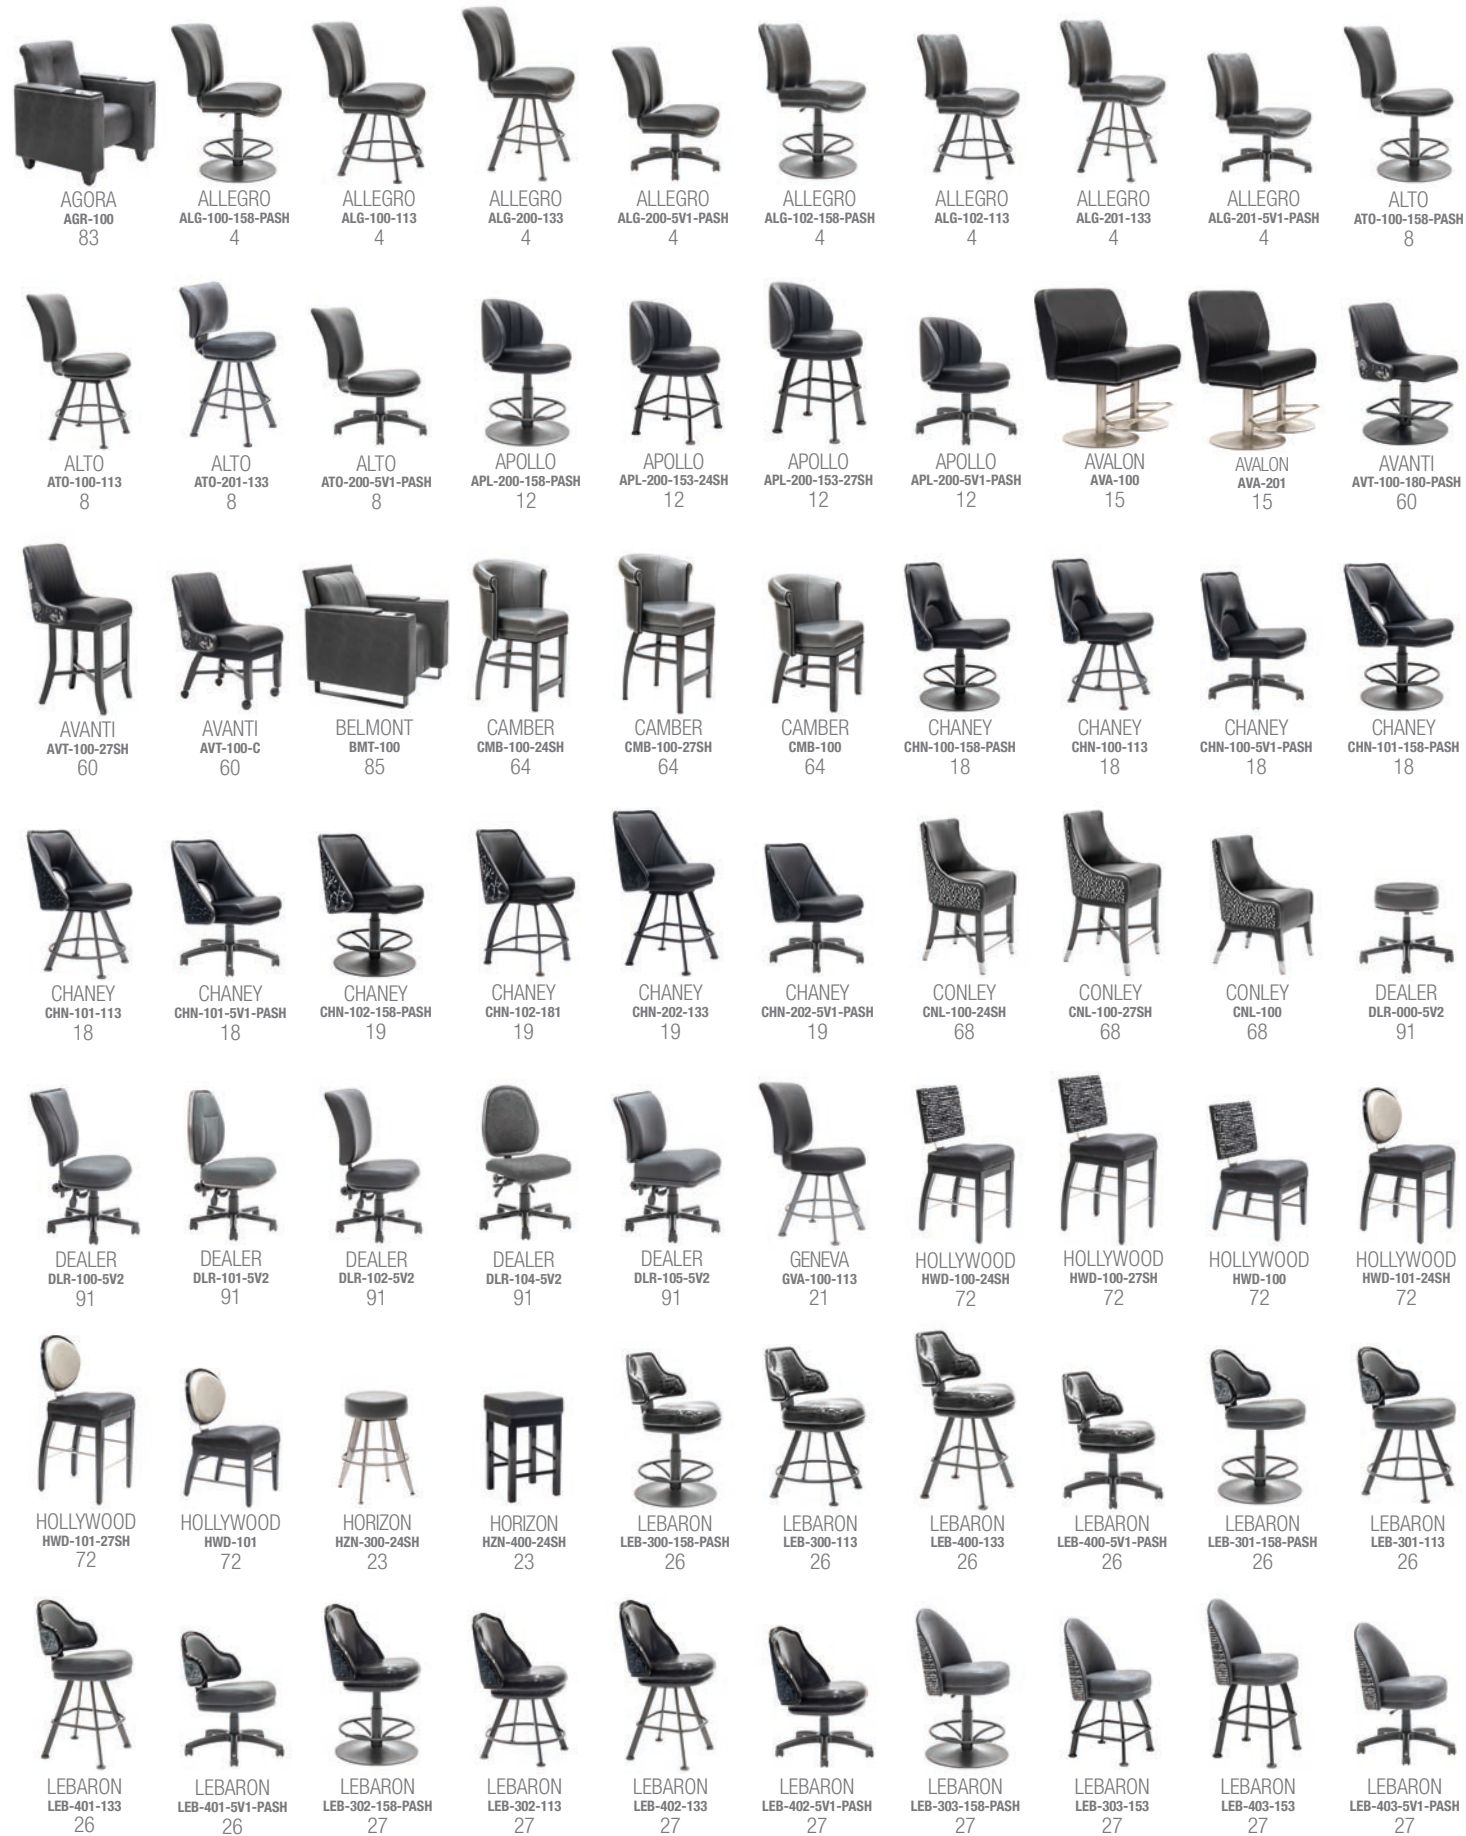 AGORA
AGR-100
83
ALLEGRO
ALG-100-158-PASH
4
ALLEGRO
ALG-100-113
4
ALLEGRO
ALG-200-133
4
ALLEGRO
ALG-200-5V1-PASH
4
ALLEGRO
ALG-102-158-PASH
4
ALLEGRO
ALG-102-113
4
ALLEGRO
ALG-201-133
4
ALLEGRO
ALG-201-5V1-PASH
4
ALTO
ATO-100-158-PASH
8
ALTO
ATO-100-113
8
ALTO
ATO-201-133
8
ALTO
ATO-200-5V1-PASH
8
APOLLO
APL-200-158-PASH
12
APOLLO
APL-200-153-24SH
12
APOLLO
APL-200-153-27SH
12
APOLLO
APL-200-5V1-PASH
12
AVALON
AVA-100
15
AVALON
AVA-201
15
AVANTI
AVT-100-180-PASH
60
AVANTI
AVT-100-27SH
60
AVANTI
AVT-100-C
60
BELMONT
BMT-100
85
CAMBER
CMB-100-24SH
64
CAMBER
CMB-100-27SH
64
CAMBER
CMB-100
64
CHANEY
CHN-100-158-PASH
18
CHANEY
CHN-100-113
18
CHANEY
CHN-100-5V1-PASH
18
CHANEY
CHN-101-158-PASH
18
CHANEY
CHN-101-113
18
CHANEY
CHN-101-5V1-PASH
18
CHANEY
CHN-102-158-PASH
19
CHANEY
CHN-102-181
19
CHANEY
CHN-202-133
19
CHANEY
CHN-202-5V1-PASH
19
CONLEY
CNL-100-24SH
68
CONLEY
CNL-100-27SH
68
CONLEY
CNL-100
68
DEALER
DLR-000-5V2
91
DEALER
DLR-100-5V2
91
DEALER
DLR-101-5V2
91
DEALER
DLR-102-5V2
91
DEALER
DLR-104-5V2
91
DEALER
DLR-105-5V2
91
GENEVA
GVA-100-113
21
HOLLYWOOD
HWD-100-24SH
72
HOLLYWOOD
HWD-100-27SH
72
HOLLYWOOD
HWD-100
72
HOLLYWOOD
HWD-101-24SH
72
HOLLYWOOD
HWD-101-27SH
72
HOLLYWOOD
HWD-101
72
HORIZON
HZN-300-24SH
23
HORIZON
HZN-400-24SH
23
LEBARON
LEB-300-158-PASH
26
LEBARON
LEB-300-113
26
LEBARON
LEB-400-133
26
LEBARON
LEB-400-5V1-PASH
26
LEBARON
LEB-301-158-PASH
26
LEBARON
LEB-301-113
26
LEBARON
LEB-401-133
26
LEBARON
LEB-401-5V1-PASH
26
LEBARON
LEB-302-158-PASH
27
LEBARON
LEB-302-113
27
LEBARON
LEB-402-133
27
LEBARON
LEB-402-5V1-PASH
27
LEBARON
LEB-303-158-PASH
27
LEBARON
LEB-303-153
27
LEBARON
LEB-403-153
27
LEBARON
LEB-403-5V1-PASH
27